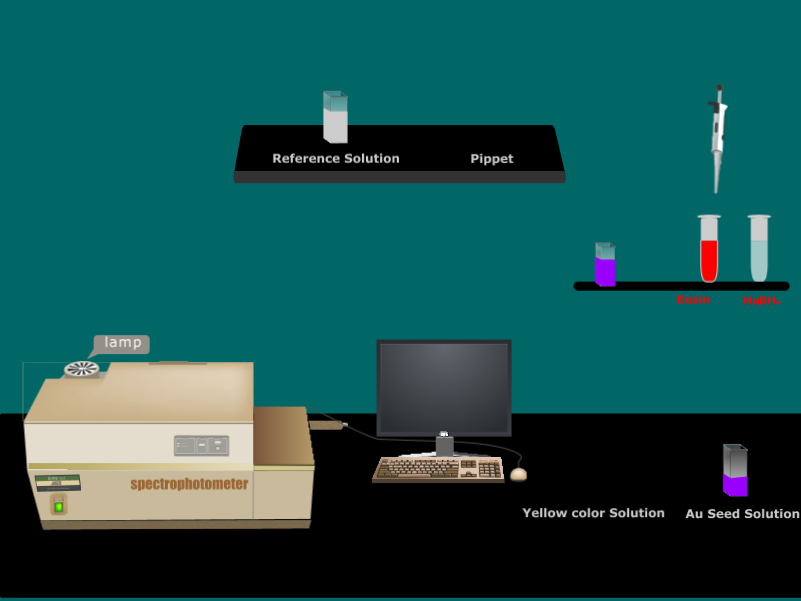 Reference Solution
Pippet
Eosin
NaBH₄
lamp
spectrophotometer
Yellow color Solution
Au Seed Solution